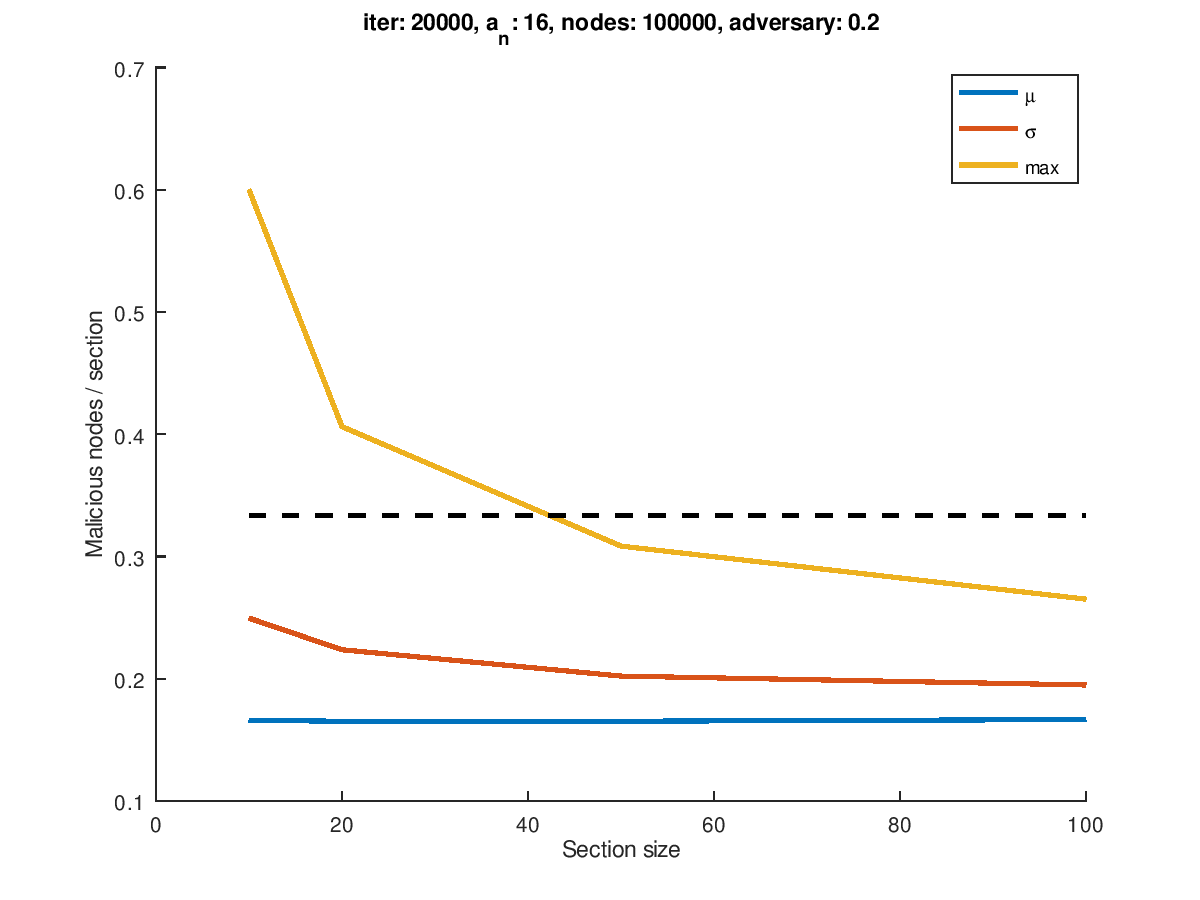 iter: 20000, aₙ: 16, nodes: 100000, adversary: 0.2
μ
σ
max
Malicious nodes / section
0.7
0.6
0.5
0.4
0.3
0.2
0.1
0 20 40 60 80 100
Section size